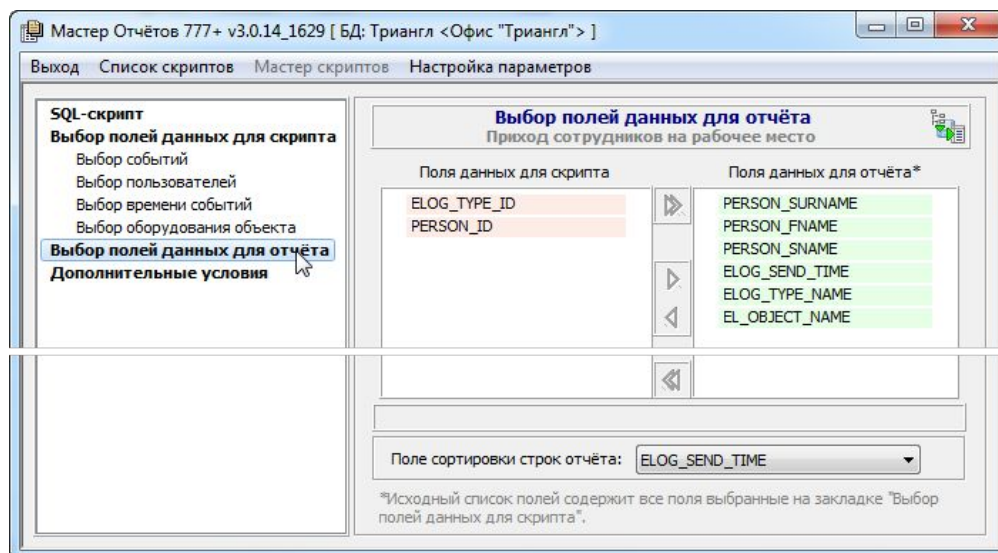 Мастер Отчётов 777+ v3.0.14_1629 [ БД: Триангл <Офис "Триангл"> ]
Выход Список скриптов Мастер скриптов Настройка параметров
SQL-скрипт
Выбор полей данных для скрипта
Выбор событий
Выбор пользователей
Выбор времени событий
Выбор оборудования объекта
Выбор полей данных для отчёта
Дополнительные условия
Выбор полей данных для отчёта
Приход сотрудников на рабочее место
Поля данных для скрипта
ELOG_TYPE_ID
PERSON_ID
Поля данных для отчёта*
PERSON_SURNAME
PERSON_FNAME
PERSON_SNAME
ELOG_SEND_TIME
ELOG_TYPE_NAME
EL_OBJECT_NAME
Поле сортировки строк отчёта: ELOG_SEND_TIME
*Исходный список полей содержит все поля выбранные на закладке "Выбор
полей данных для скрипта".